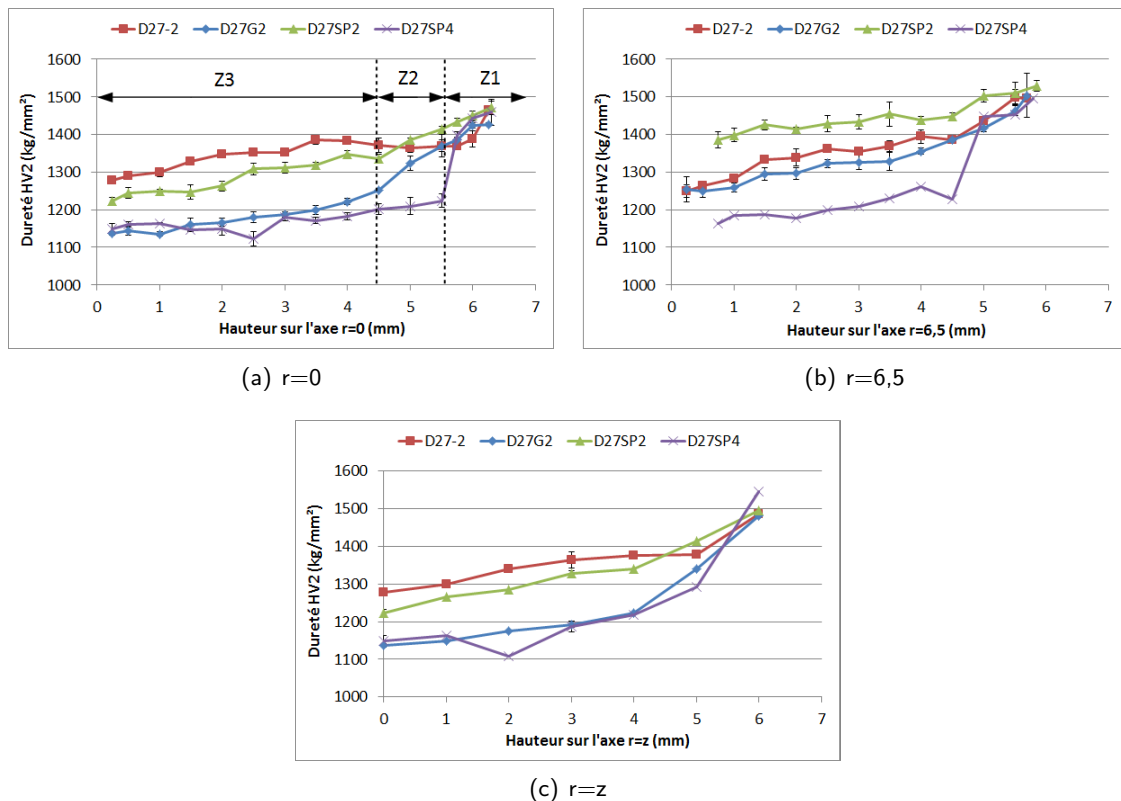 D27-2 D27G2 D27SP2 D27SP4
1600
1500
1400
1300
1200
1100
1000
Dureté HV2 (kg/mm²)
Z3 Z2 Z1
0 1 2 3 4 5 6 7
Hauteur sur l'axe r=0 (mm)
(a) r=0
D27-2 D27G2 D27SP2 D27SP4
1600
1500
1400
1300
1200
1100
1000
Dureté HV2 (kg/mm²)
0 1 2 3 4 5 6 7
Hauteur sur l'axe r=6,5 (mm)
(b) r=6,5
D27-2 D27G2 D27SP2 D27SP4
1600
1500
1400
1300
1200
1100
1000
Dureté HV2 (kg/mm²)
0 1 2 3 4 5 6 7
Hauteur sur l'axe r=z (mm)
(c) r=z